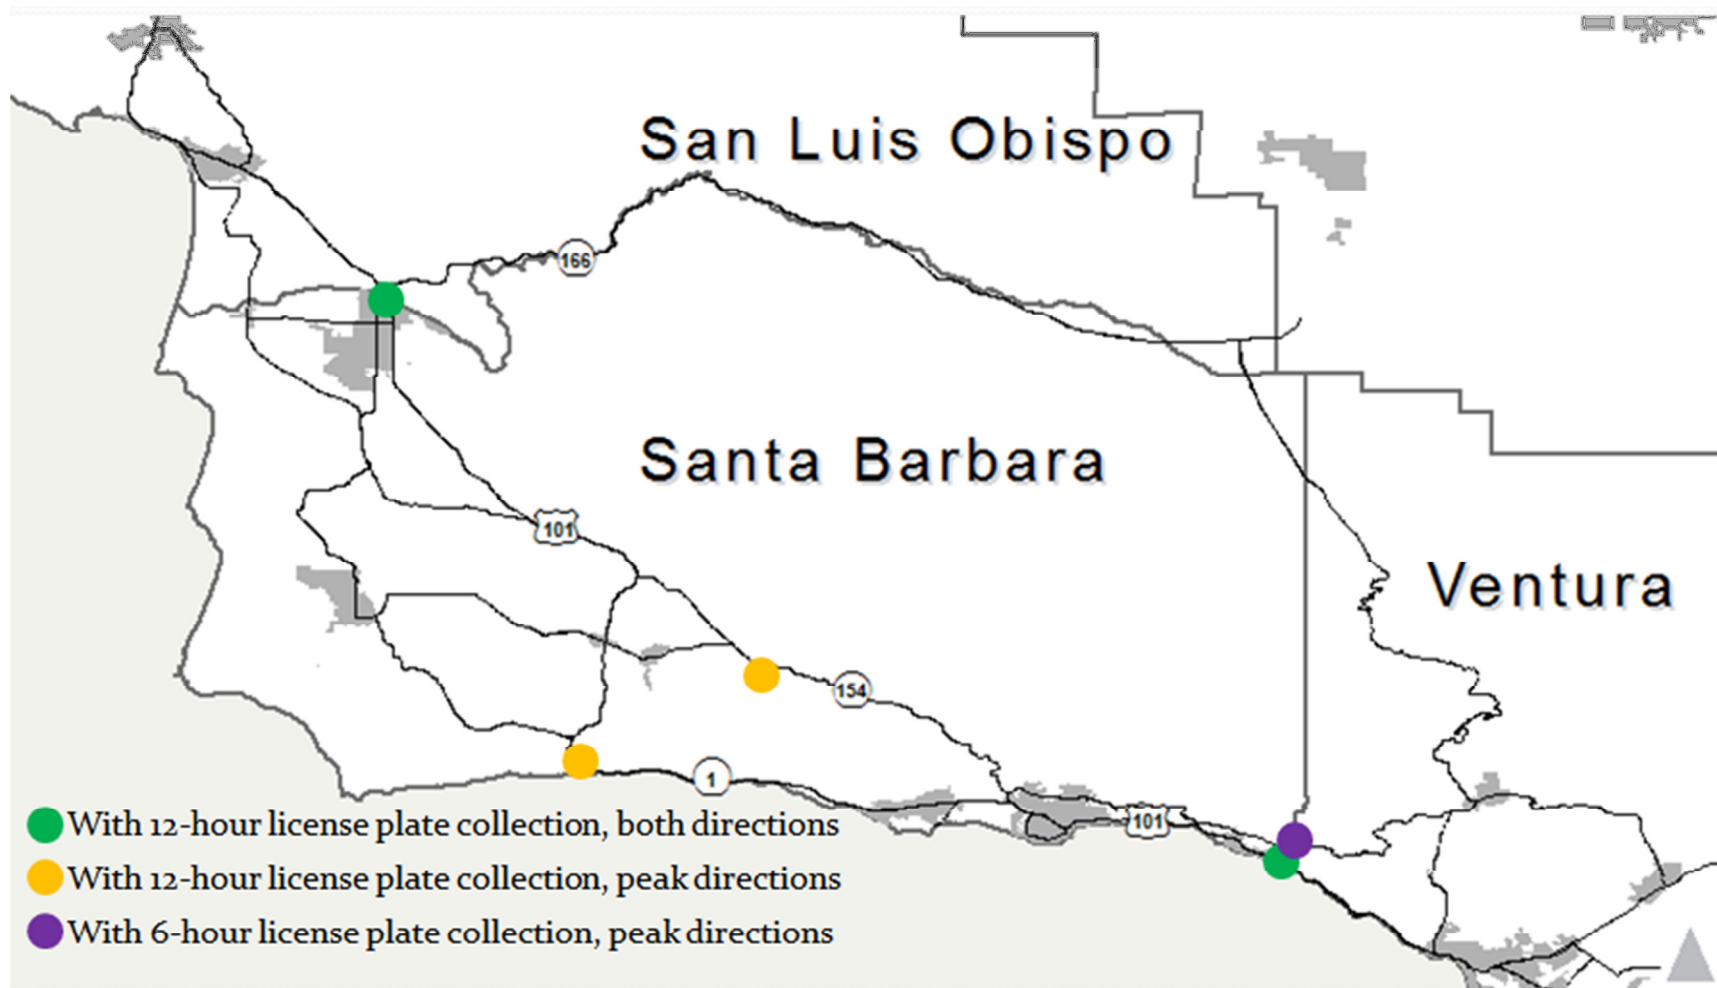 San Luis Obispo
166
Santa Barbara
101
Ventura
154
1
101
With 12-hour license plate collection, both directions
With 12-hour license plate collection, peak directions
With 6-hour license plate collection, peak directions